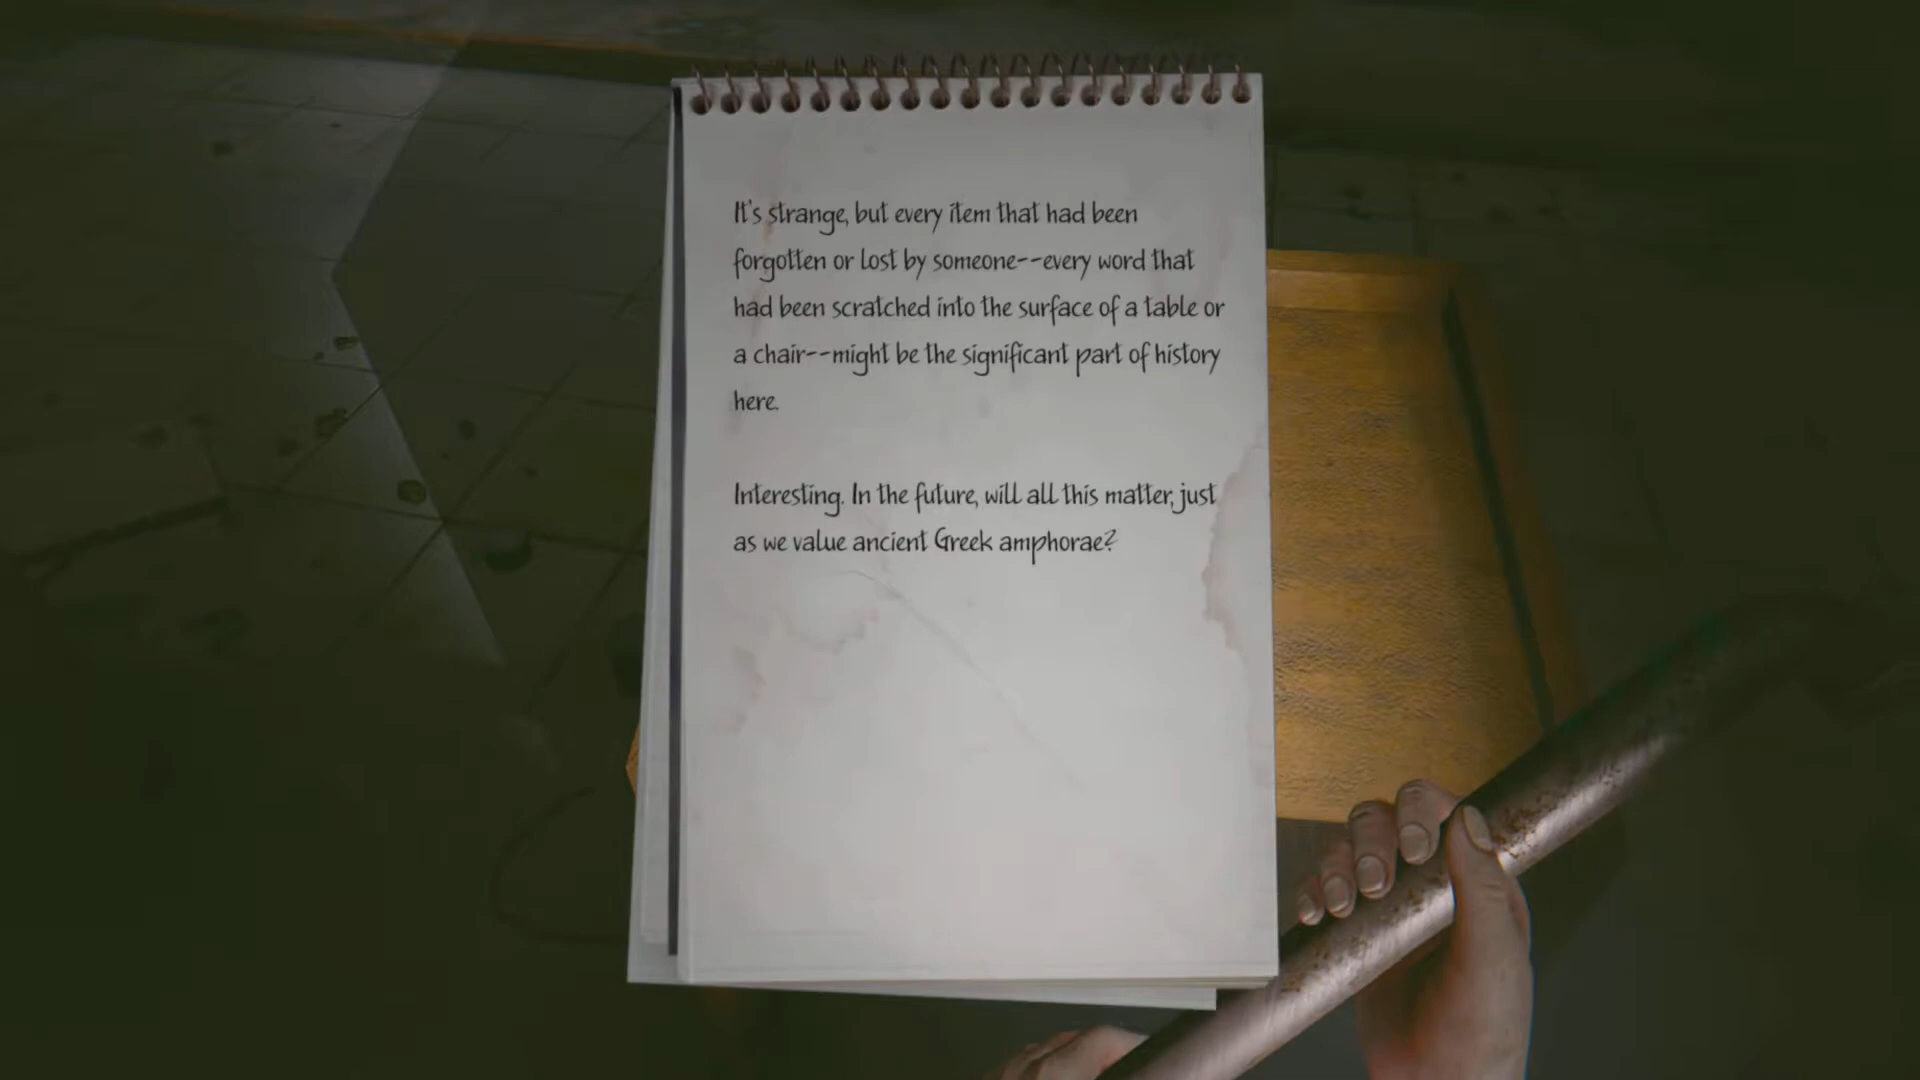 It's strange, but every item that had been
forgotten or lost by someone--every word that
had been scratched into the surface of a table or
a chair--might be the significant part of history
here.
Interesting. In the future, will all this matter, just
as we value ancient Greek amphorae?